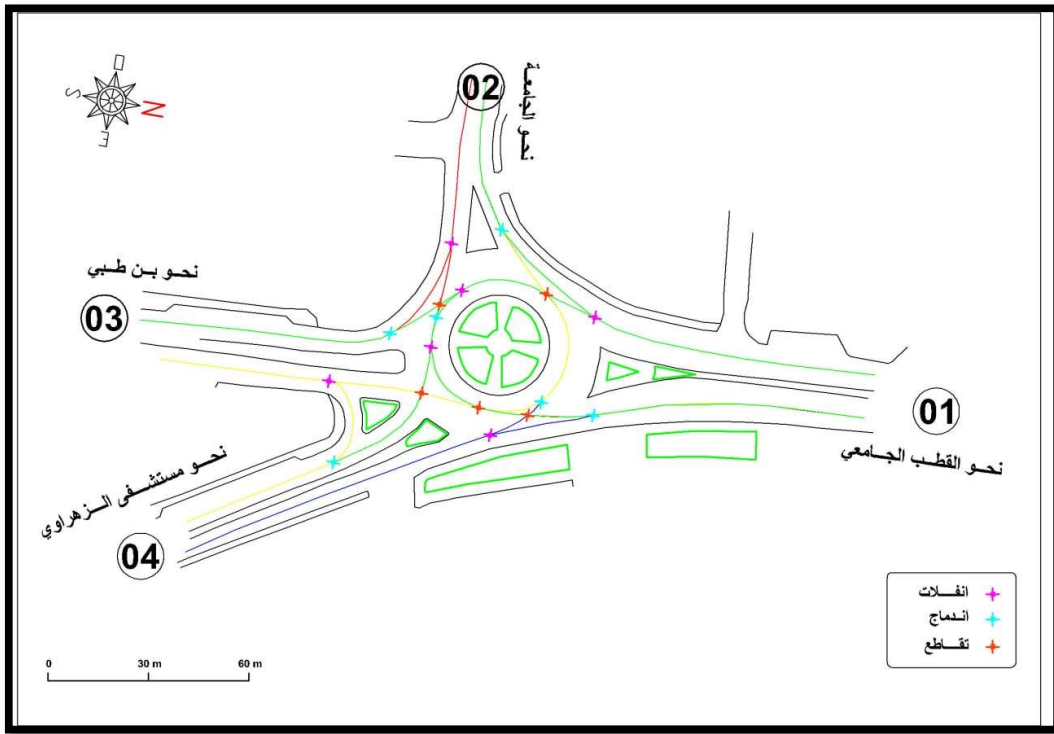 O
S
N
E
02
نحو الجامعة
نحو بن طبي
03
01
نحو القطب الجامعي
نحو مستشفى الزهراوي
04
انفلات
اندماج
تقاطع
0 30 m 60 m